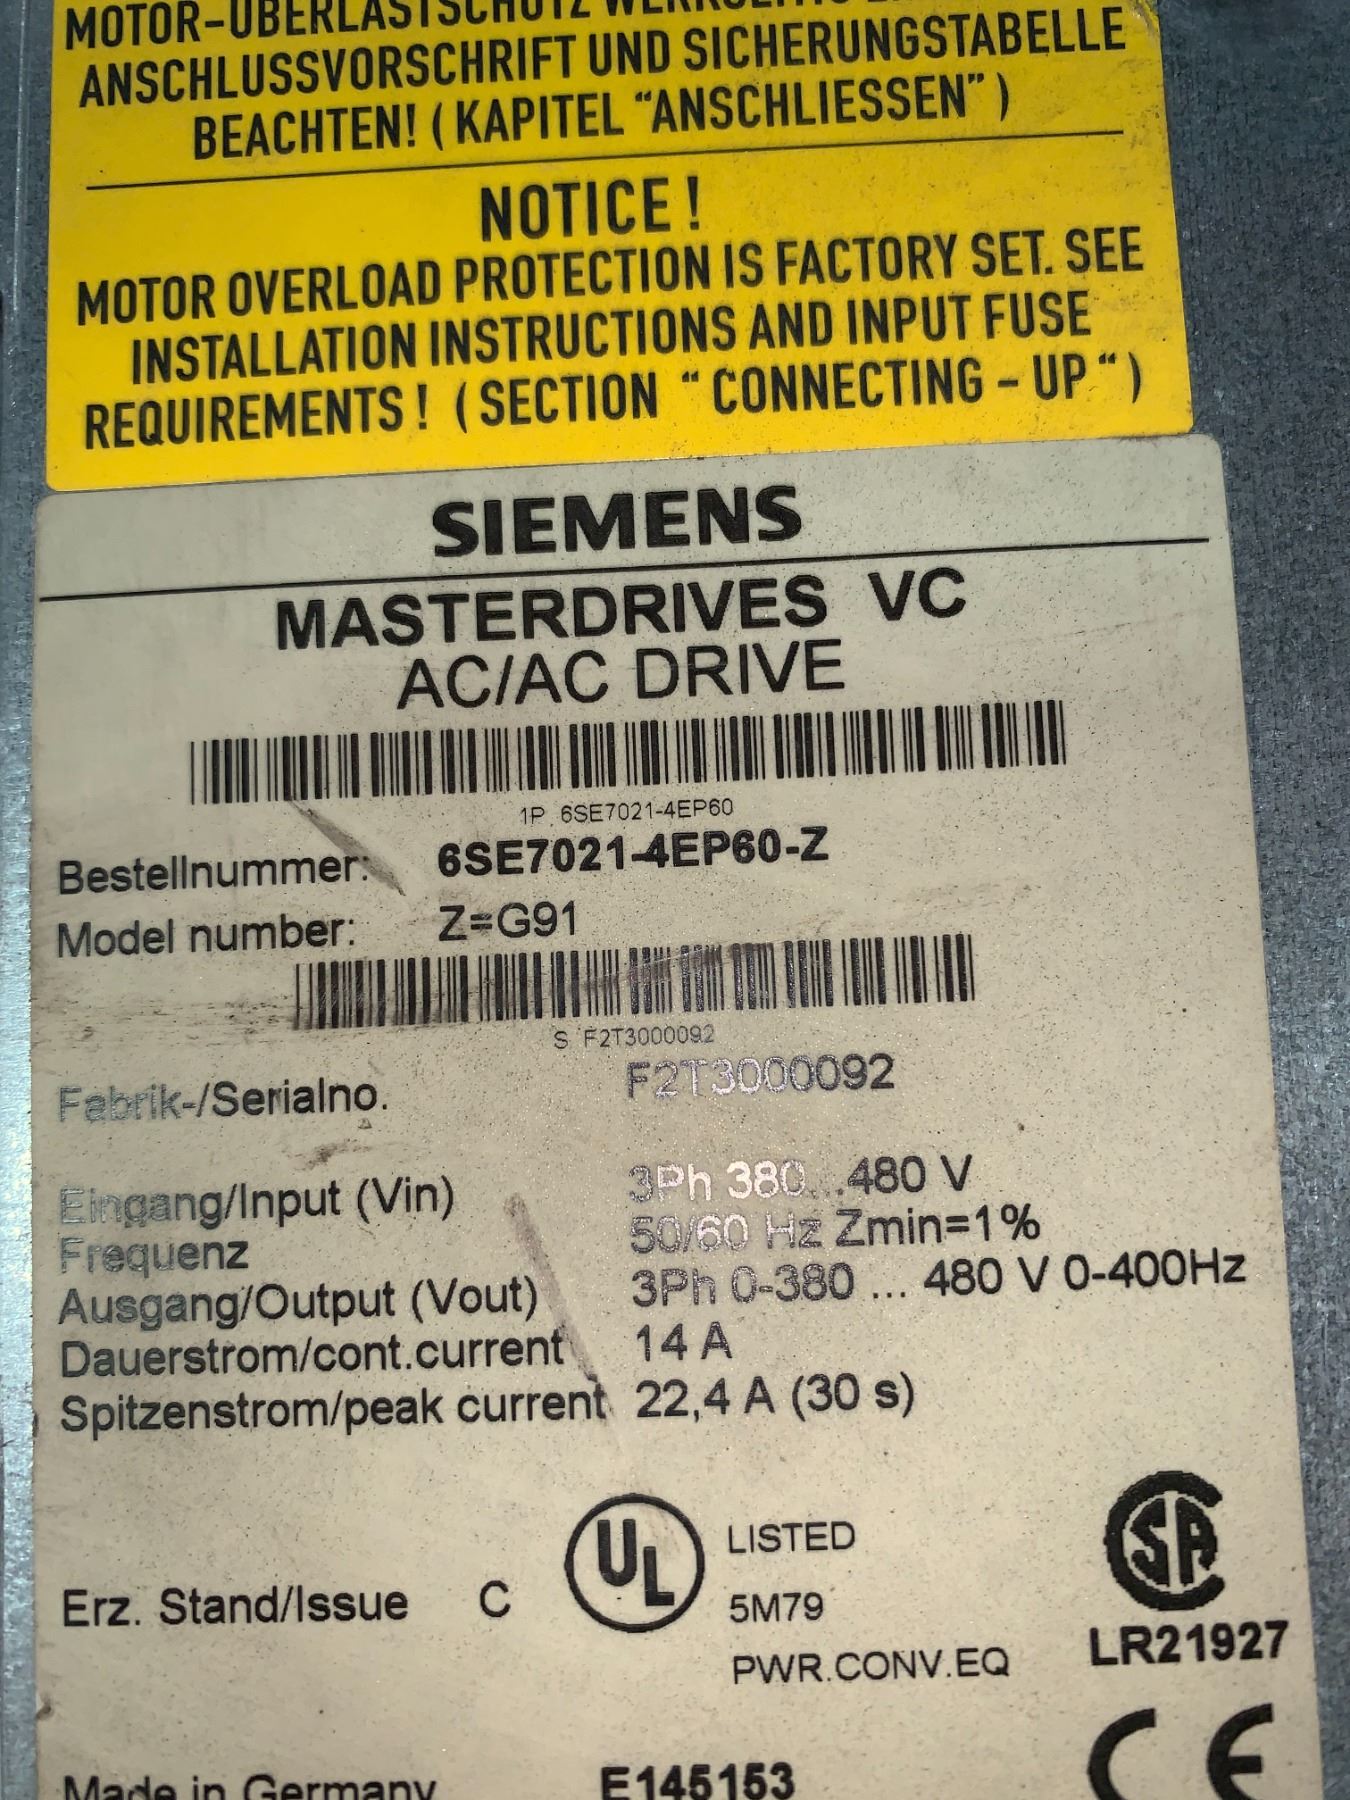 MOTOR-ÜBERLASTSCHUTZ
ANSCHLUSSVORSCHRIFT UND SICHERUNGSTABELLE
BEACHTEN! (KAPITEL "ANSCHLIESSEN")
NOTICE!
MOTOR OVERLOAD PROTECTION IS FACTORY SET. SEE
INSTALLATION INSTRUCTIONS AND INPUT FUSE
REQUIREMENTS! (SECTION "CONNECTING-UP")
SIEMENS
MASTERDRIVES VC
AC/AC DRIVE
1P 6SE7021-4EP60
Bestellnummer: 6SE7021-4EP60-Z
Model number: Z=G91
S F2T3000092
Fabrik-/Serialno. F2T3000092
Eingang/Input (Vin) 3Ph 380...480 V
Frequenz 50/60 Hz Zmin=1%
Ausgang/Output (Vout) 3Ph 0-380 ... 480 V 0-400Hz
Dauerstrom/cont.current 14 A
Spitzenstrom/peak current 22,4 A (30 s)
UL LISTED
Erz. Stand/Issue C 5M79
PWR.CONV.EQ
SA
LR21927
CE
Made in Germany E145153